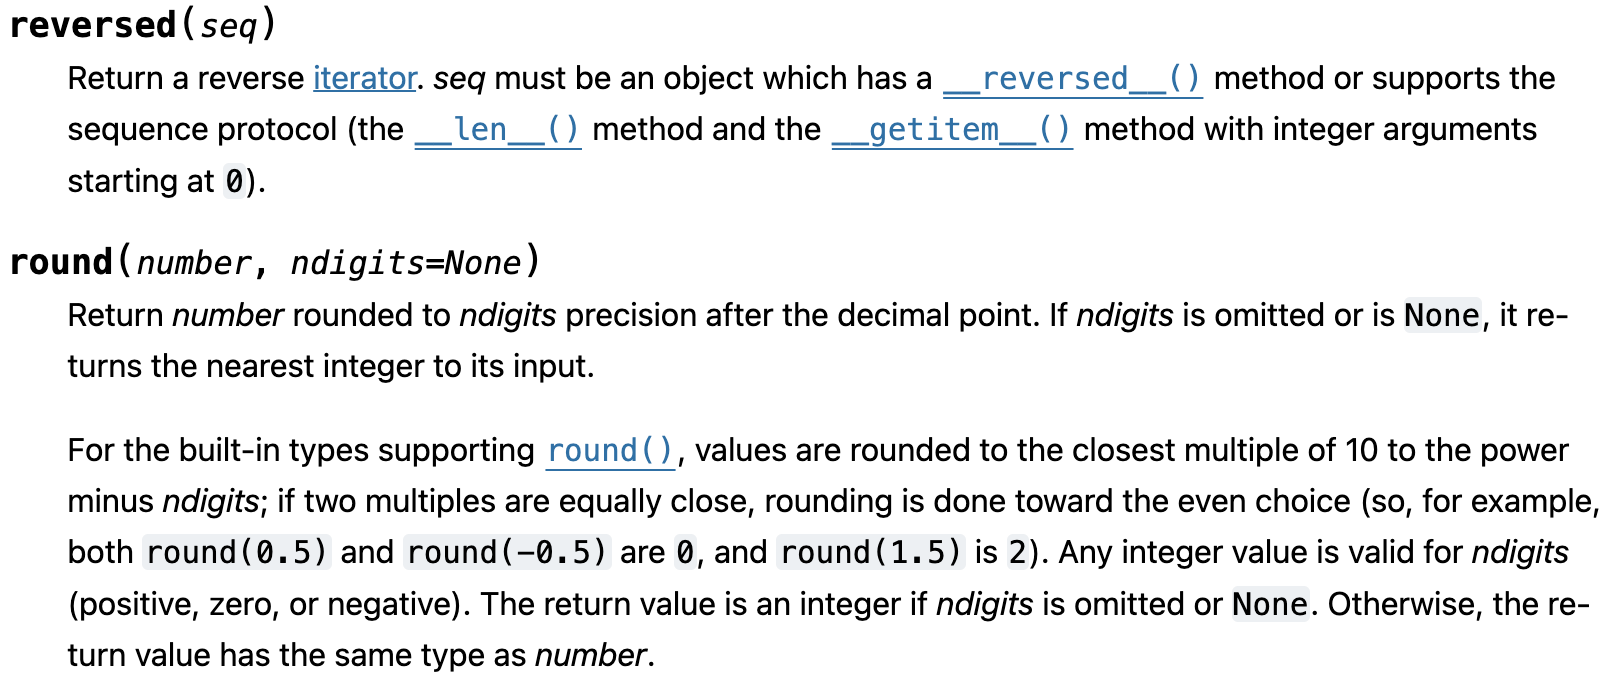 reversed(seq)
Return a reverse iterator. seq must be an object which has a __reversed__() method or supports the
sequence protocol (the __len__() method and the __getitem__() method with integer arguments
starting at 0).
round(number, ndigits=None)
Return number rounded to ndigits precision after the decimal point. If ndigits is omitted or is None, it re-
turns the nearest integer to its input.
For the built-in types supporting round(), values are rounded to the closest multiple of 10 to the power
minus ndigits; if two multiples are equally close, rounding is done toward the even choice (so, for example,
both round(0.5) and round(-0.5) are 0, and round(1.5) is 2). Any integer value is valid for ndigits
(positive, zero, or negative). The return value is an integer if ndigits is omitted or None. Otherwise, the re-
turn value has the same type as number.